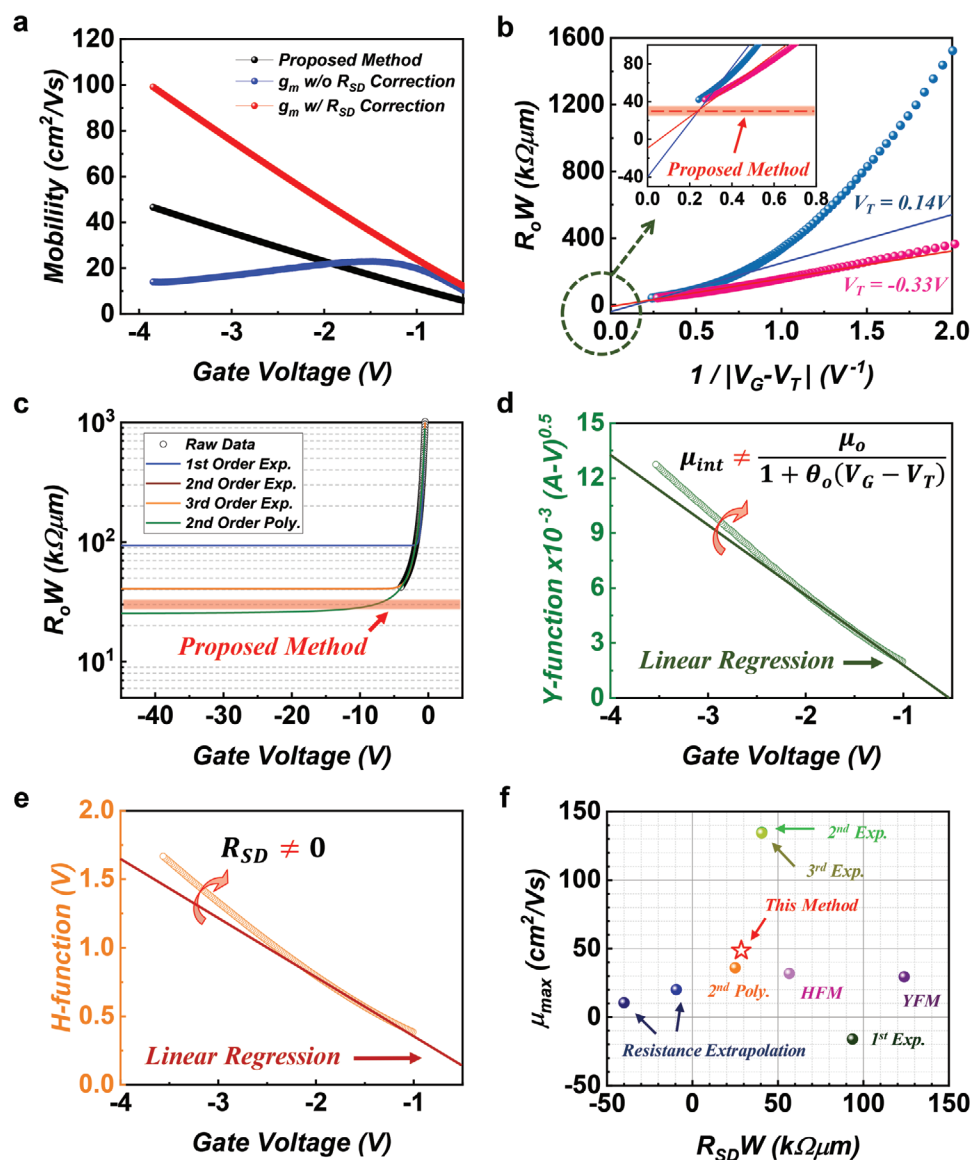 a
120
100
80
60
40
20
0
Mobiliity (cm²/Vs)
Proposed Method
gm w/o RSD Correction
gm w/ RSD Correction
-4 -3 -2 -1
Gate Voltage (V)
b
1600
1200
800
400
0
RoW (kΩμm)
80
40
0
-40
0.0 0.2 0.4 0.6 0.8
Proposed Method
VT = 0.14V
VT = -0.33V
0.0 0.5 1.0 1.5 2.0
1 / |VG-VT| (V⁻¹)
c
10³
10²
10¹
RoW (kΩμm)
Raw Data
1st Order Exp.
2nd Order Exp.
3rd Order Exp.
2nd Order Poly.
Proposed Method
-40 -30 -20 -10 0
Gate Voltage (V)
d
15
12
9
6
3
0
Y-function x10⁻³ (A-V)⁰·⁵
μint ≠ μo / 1 + θo(VG − VT)
Linear Regression
-4 -3 -2 -1
Gate Voltage (V)
e
2.0
1.5
1.0
0.5
0.0
H-function (V)
RSD ≠ 0
Linear Regression
-4 -3 -2 -1
Gate Voltage (V)
f
150
100
50
0
-50
μmax (cm²/Vs)
2nd Exp.
3rd Exp.
This Method
2nd Poly.
HFM
YFM
Resistance Extrapolation
1st Exp.
-50 0 50 100 150
RSDW (kΩμm)